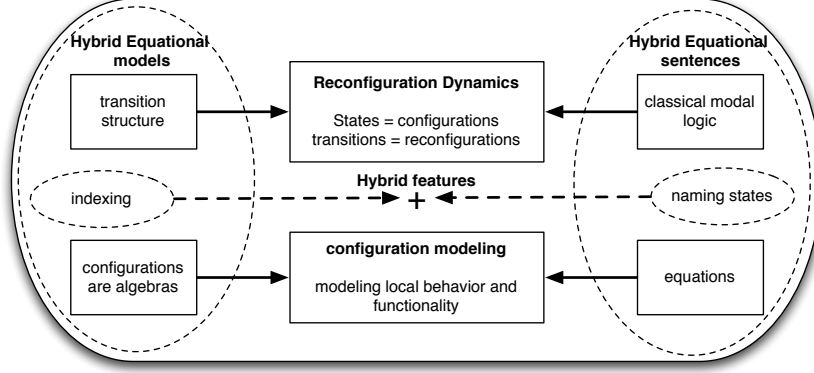 Hybrid Equational
models
transition
structure
indexing
configurations
are algebras
Reconfiguration Dynamics
States = configurations
transitions = reconfigurations
Hybrid features
+
configuration modeling
modeling local behavior and
functionality
Hybrid Equational
sentences
classical modal
logic
naming states
equations